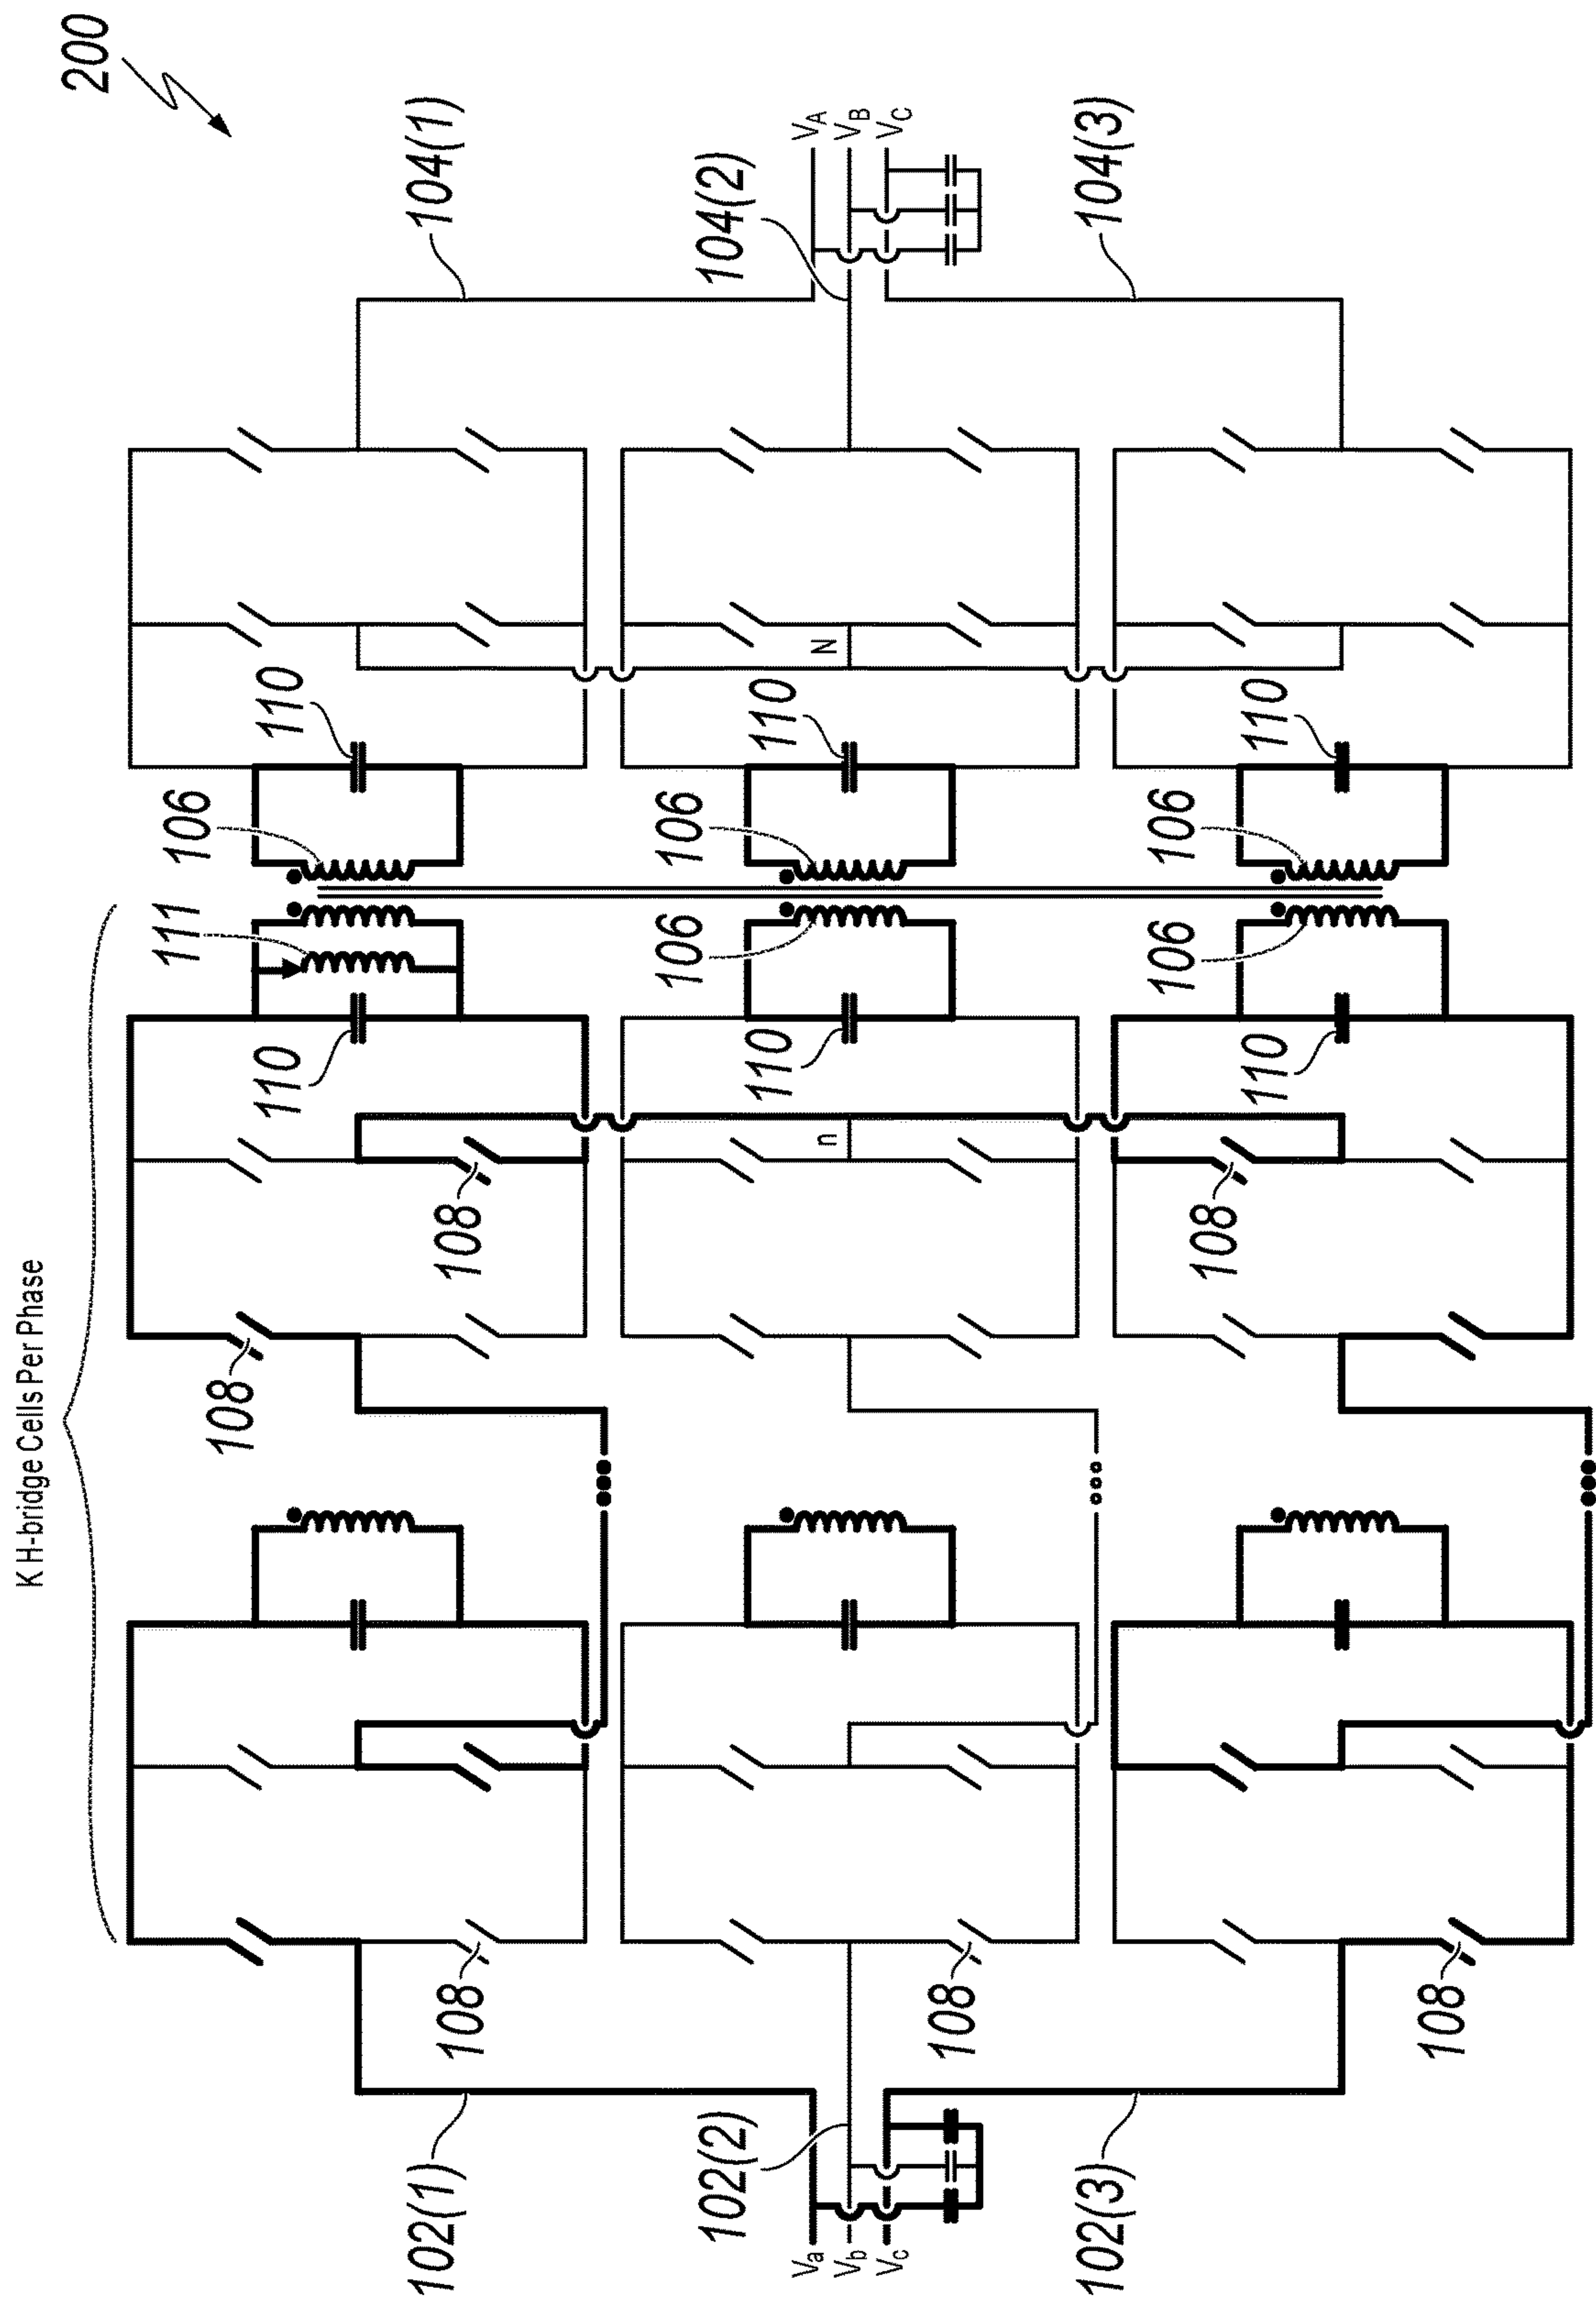 200
K H-bridge Cells Per Phase
102(1)
104(1)
108
108
108
110
111
106
110
Va
Vb
Vc
102(2)
108
n
110
106
106
110
N
104(2)
VA
VB
VC
102(3)
108
108
110
106
106
110
104(3)